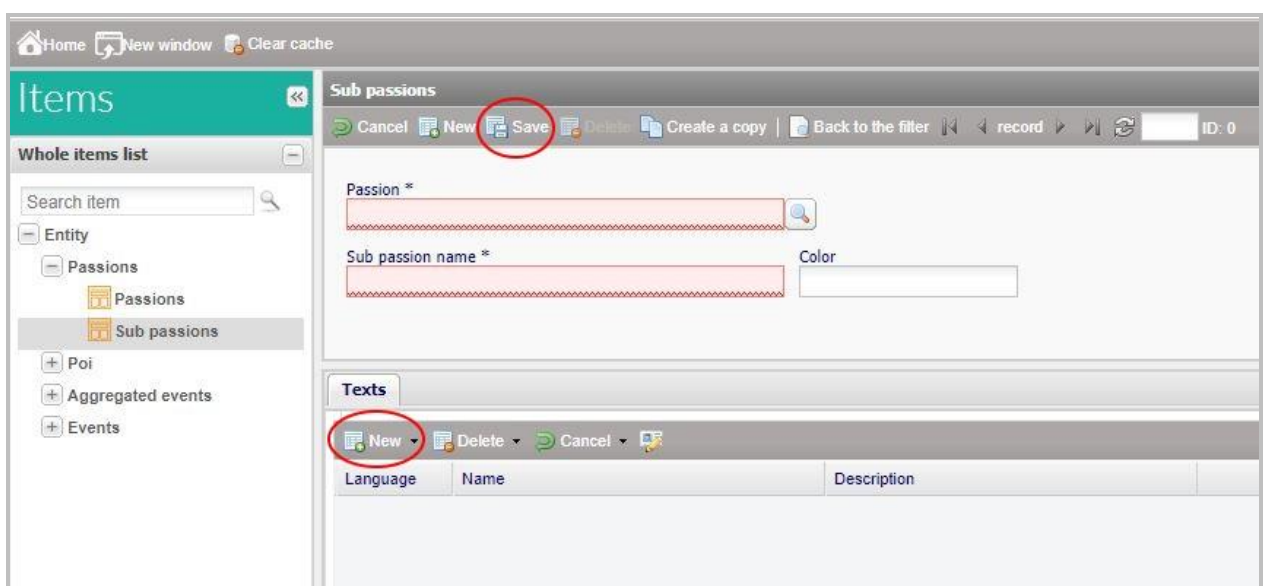 Home New window Clear cache
Items
Whole items list
Search item
Entity
Passions
Passions
Sub passions
Poi
Aggregated events
Events
Sub passions
Cancel New Save Delete Create a copy | Back to the filter record ID: 0
Passion *
Sub passion name * Color
Texts
New Delete Cancel
Language Name Description